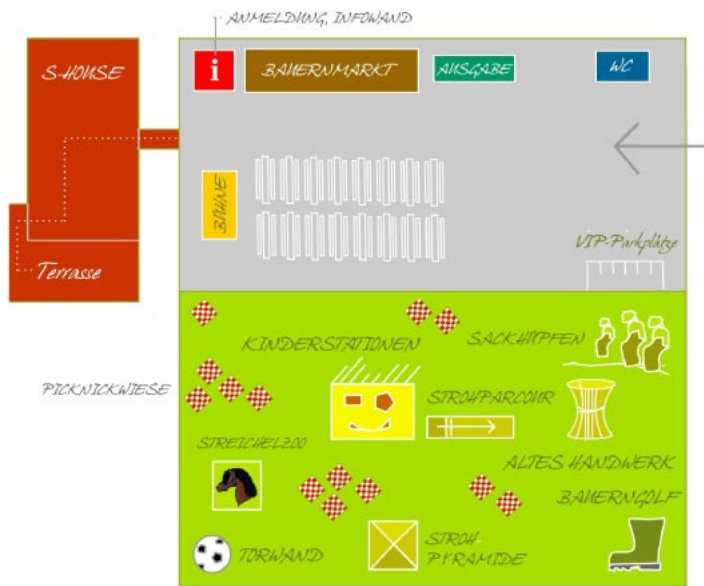 ANMELDUNG, INFOWAND
S-HOUSE
i
BAUERNMARKT
AUSGABE
WC
BÜHNE
VIP-Parkplätze
Terrasse
KINDERSTATIONEN
SACKHÜPFEN
PICKNICKWIESE
STROHPARCOUR
STREICHELZOO
ALTES HANDWERK
BAUERNGOLF
TORWAND
STROH-
PYRAMIDE